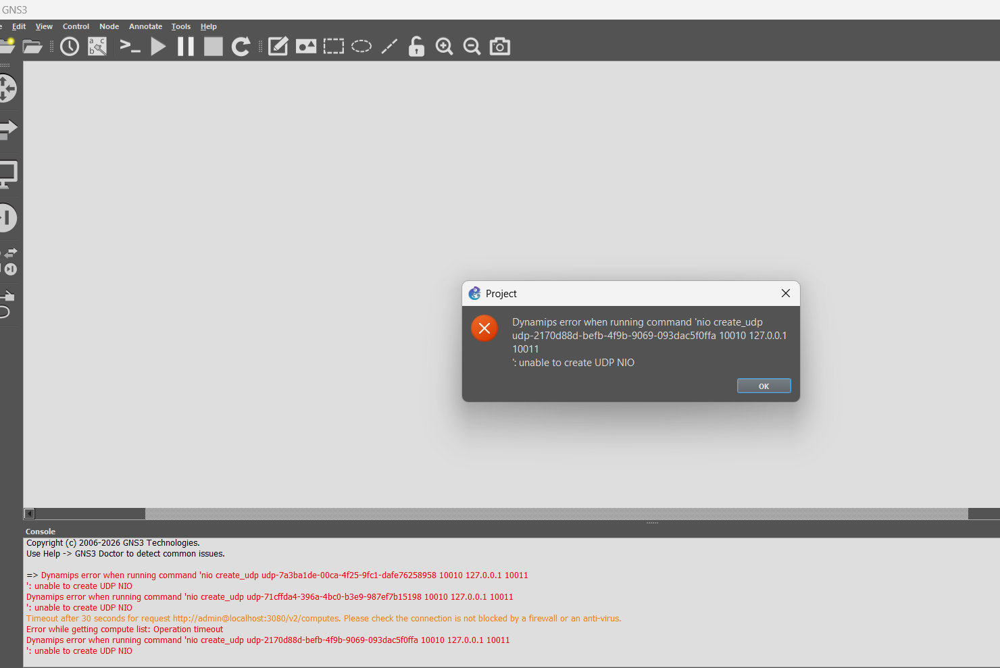 GNS3
e Edit View Control Node Annotate Tools Help
a c
b
Project
Dynamips error when running command 'nio create_udp
udp-2170d88d-befb-4f9b-9069-093dac5f0ffa 10010 127.0.0.1
10011
': unable to create UDP NIO
OK
Console
Copyright (c) 2006-2026 GNS3 Technologies.
Use Help -> GNS3 Doctor to detect common issues.
=> Dynamips error when running command 'nio create_udp udp-7a3ba1de-00ca-4f25-9fc1-dafe76258958 10010 127.0.0.1 10011
': unable to create UDP NIO
Dynamips error when running command 'nio create_udp udp-71cffda4-396a-4bc0-b3e9-987ef7b15198 10010 127.0.0.1 10011
': unable to create UDP NIO
Timeout after 30 seconds for request http://admin@localhost:3080/v2/computes. Please check the connection is not blocked by a firewall or an anti-virus.
Error while getting compute list: Operation timeout
Dynamips error when running command 'nio create_udp udp-2170d88d-befb-4f9b-9069-093dac5f0ffa 10010 127.0.0.1 10011
': unable to create UDP NIO